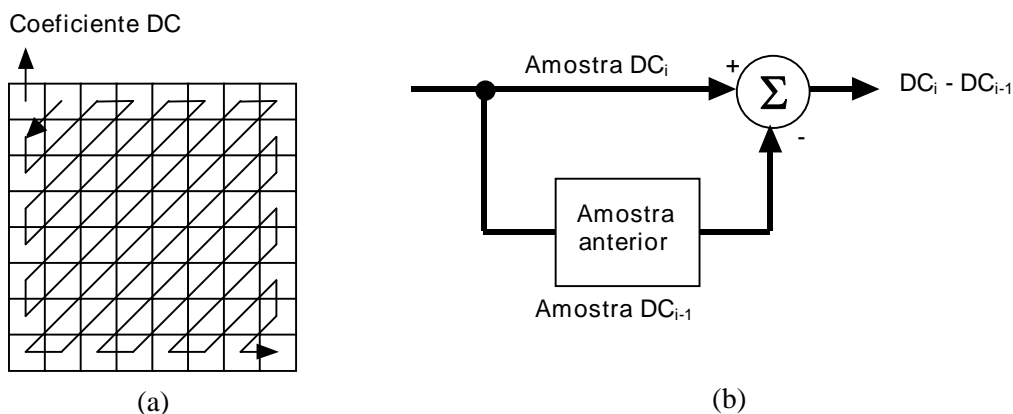 Coeficiente DC
(a)
Amostra DCi
+
Σ
DCi - DCi-1
-
Amostra
anterior
Amostra DCi-1
(b)